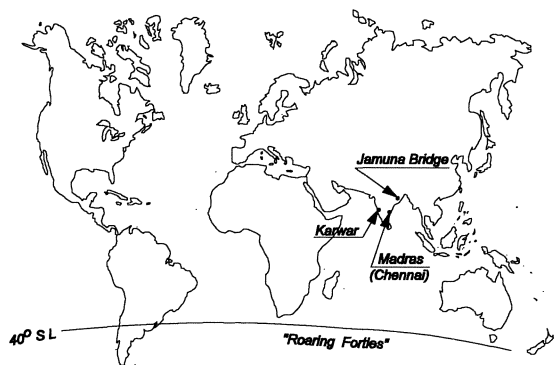 Jamuna Bridge
Karwar
Madras
(Chennai)
40° S L
"Roaring Forties"